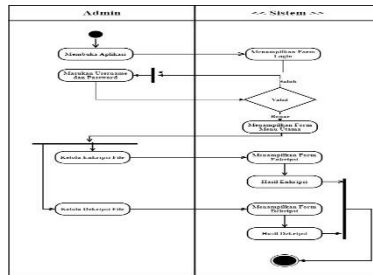 Admin
<< Sistem >>
Membuka Aplikasi
Menampilkan Form
Login
Masukan Username
dan Password
Salah
Valid
Benar
Menampilkan Form
Menu Utama
Kelola Enkripsi File
Menampilkan Form
Enkripsi
Hasil Enkripsi
Kelola Dekripsi File
Menampilkan Form
Dekripsi
Hasil Dekripsi